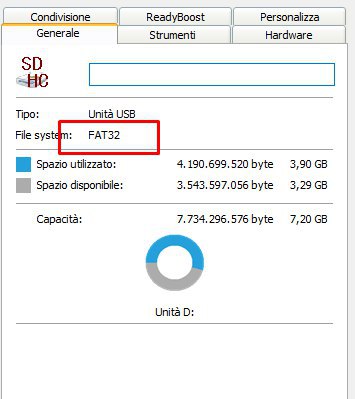 Condivisione ReadyBoost Personalizza
Generale Strumenti Hardware
SD
HC
Tipo: Unità USB
File system: FAT32
Spazio utilizzato: 4.190.699.520 byte 3,90 GB
Spazio disponibile: 3.543.597.056 byte 3,29 GB
Capacità: 7.734.296.576 byte 7,20 GB
Unità D: